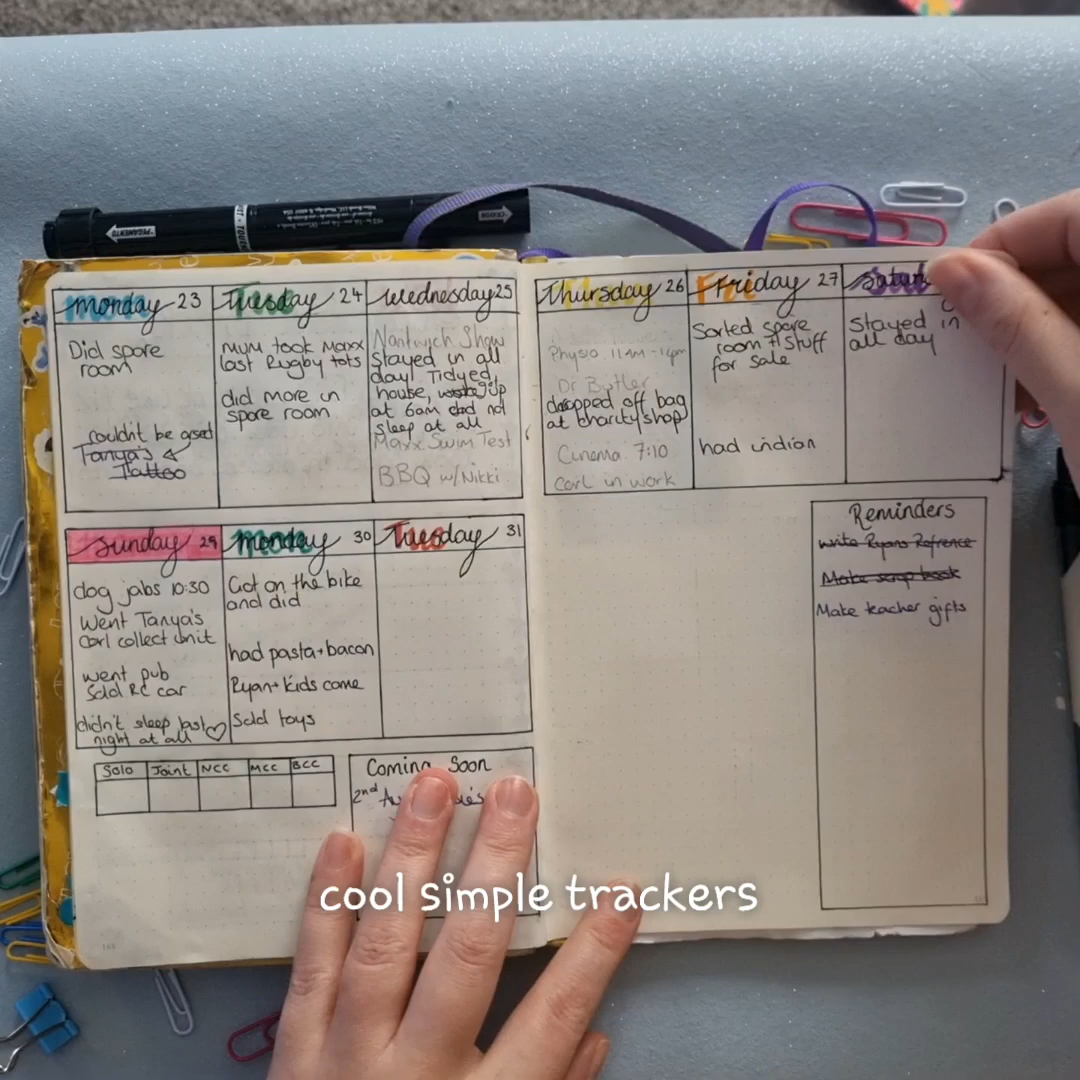 monday 23
Did spare
room
couldn't be arsed
Tanya's
Tattoo
Tuesday 24
mum took Maxx
last Rugby tots
did more in
spare room
wednesday 25
Nantwich Show
Stayed in all
day! Tidyed
house, up
at 6am did not
sleep at all
Maxx Swim Test
BBQ w/Nikki
Thursday 26
Physio 11am -
Dr Butler
dropped off bag
at charity shop
Cinema 7:10
Carl in work
Friday 27
Sorted spare
room + stuff
for sale
had indian
Stayed in
all day
Sunday 29
dog jabs 10:30
Went Tanya's
Carl collect unit
went pub
Sold RC car
didn't sleep last
night at all
monday 30
Got on the bike
and did
had pasta + bacon
Ryan + kids came
Sold toys
Tuesday 31
Reminders
Write Ryans Refrence
Make scrap book
Make teacher gifts
Solo Joint NCC MCC BCC
Coming Soon
2nd
cool simple trackers